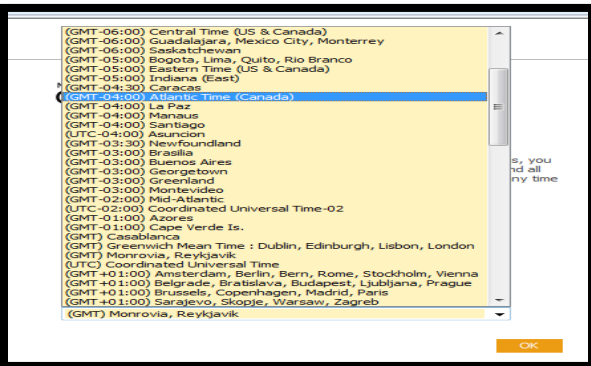 (GMT-06:00) Central Time (US & Canada)
(GMT-06:00) Guadalajara, Mexico City, Monterrey
(GMT-06:00) Saskatchewan
(GMT-05:00) Bogota, Lima, Quito, Rio Branco
(GMT-05:00) Eastern Time (US & Canada)
(GMT-05:00) Indiana (East)
(GMT-04:30) Caracas
(GMT-04:00) Atlantic Time (Canada)
(GMT-04:00) La Paz
(GMT-04:00) Manaus
(GMT-04:00) Santiago
(UTC-04:00) Asuncion
(GMT-03:30) Newfoundland
(GMT-03:00) Brasilia
(GMT-03:00) Buenos Aires
(GMT-03:00) Georgetown
(GMT-03:00) Greenland
(GMT-03:00) Montevideo
(GMT-02:00) Mid-Atlantic
(UTC-02:00) Coordinated Universal Time-02
(GMT-01:00) Azores
(GMT-01:00) Cape Verde Is.
(GMT) Casablanca
(GMT) Greenwich Mean Time : Dublin, Edinburgh, Lisbon, London
(GMT) Monrovia, Reykjavik
(UTC) Coordinated Universal Time
(GMT+01:00) Amsterdam, Berlin, Bern, Rome, Stockholm, Vienna
(GMT+01:00) Belgrade, Bratislava, Budapest, Ljubljana, Prague
(GMT+01:00) Brussels, Copenhagen, Madrid, Paris
(GMT+01:00) Sarajevo, Skopje, Warsaw, Zagreb
(GMT) Monrovia, Reykjavik
s, you
nd all
ny time
OK